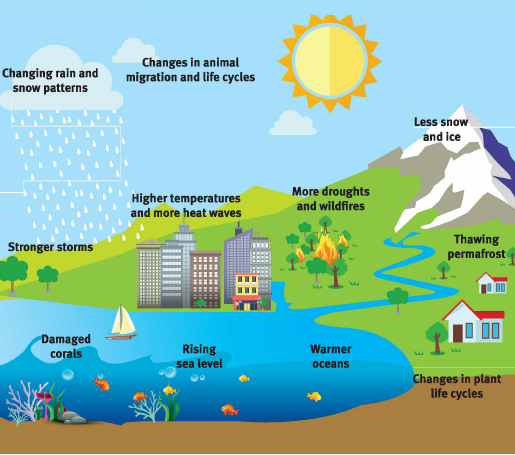 Changing rain and
snow patterns
Changes in animal
migration and life cycles
Less snow
and ice
Higher temperatures
and more heat waves
More droughts
and wildfires
Stronger storms
Thawing
permafrost
Damaged
corals
Rising
sea level
Warmer
oceans
Changes in plant
life cycles